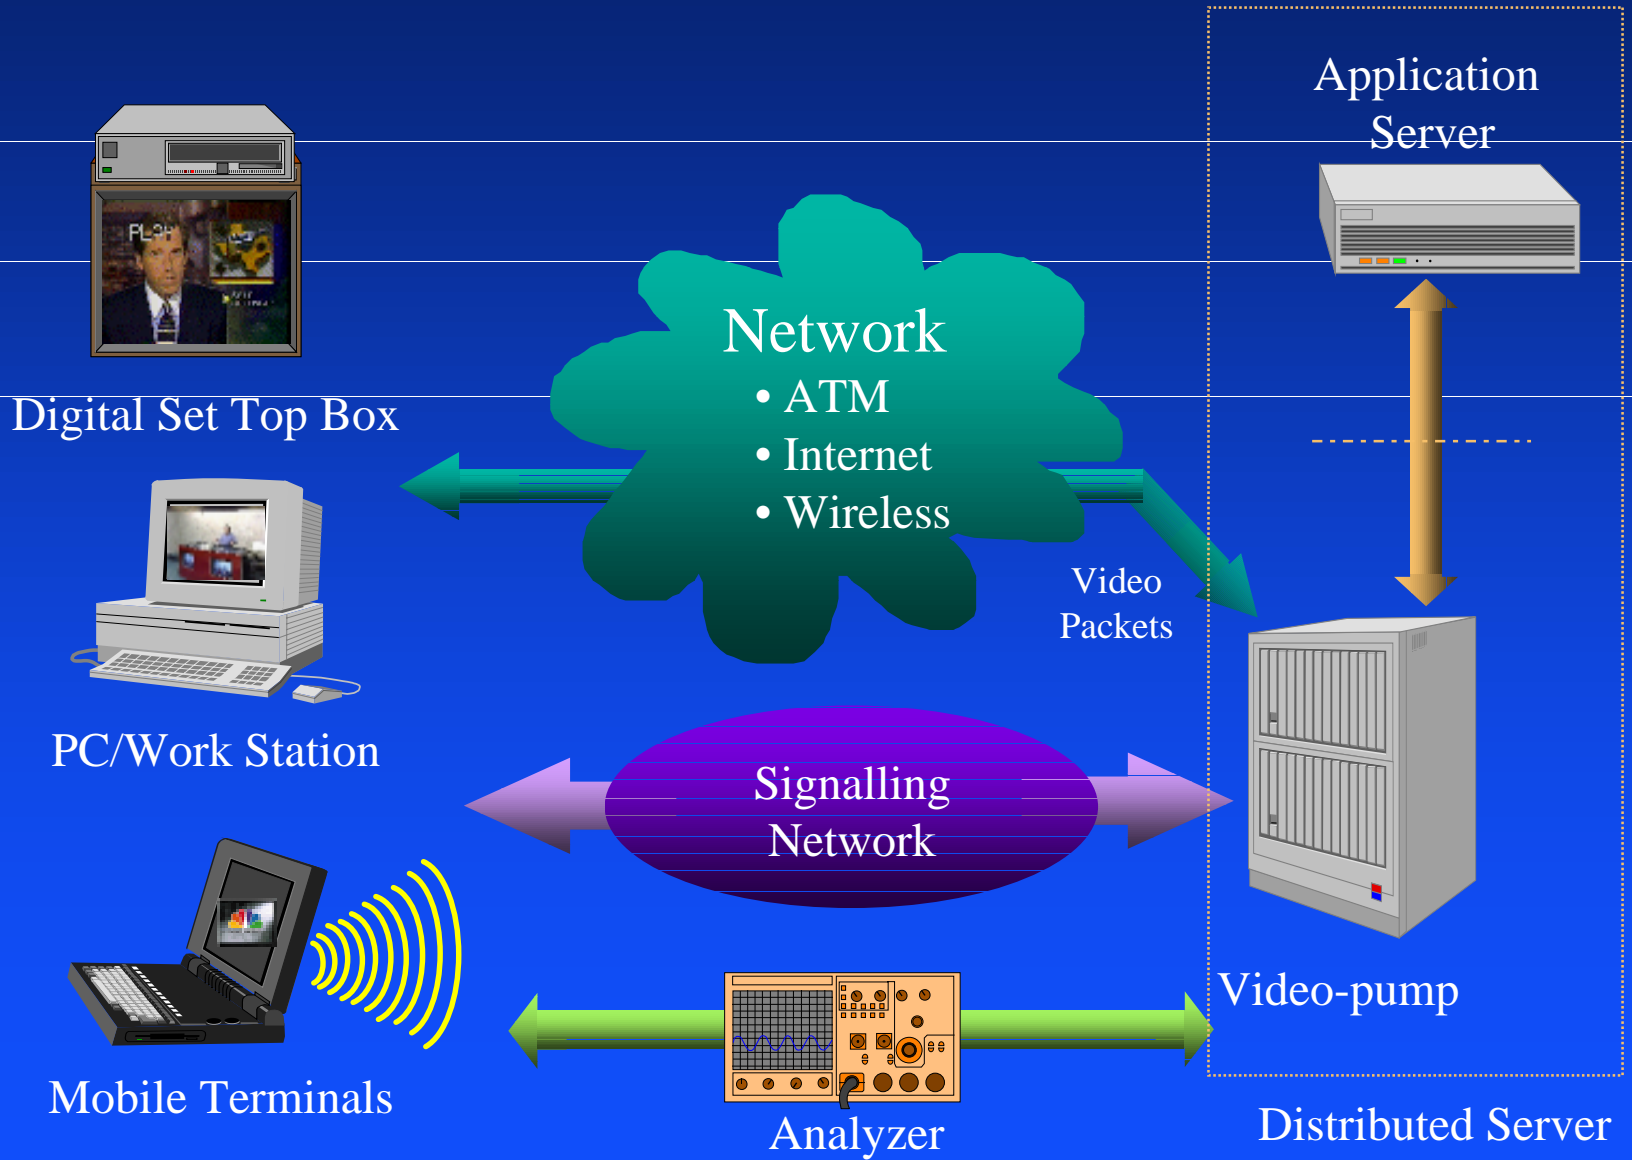 Application
Server
PLAY
Network
• ATM
• Internet
• Wireless
Digital Set Top Box
Video
Packets
PC/Work Station
Signalling
Network
Video-pump
Mobile Terminals
Analyzer
Distributed Server